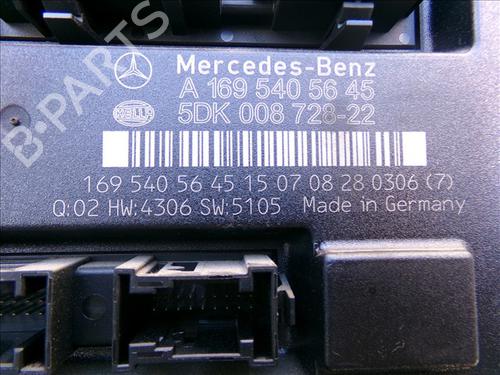 B-PARTS
Mercedes-Benz
A 169 540 56 45
HELLA
5DK 008 728-22
169 540 56 45 15 07 08 28 0306 (7)
Q:02 HW:4306 SW:5105 Made in Germany